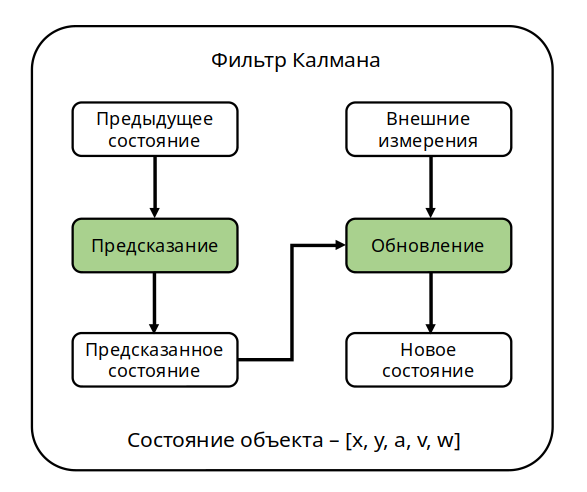 Фильтр Калмана
Предыдущее
состояние
Внешние
измерения
Предсказание
Обновление
Предсказанное
состояние
Новое
состояние
Состояние объекта – [x, y, a, v, w]